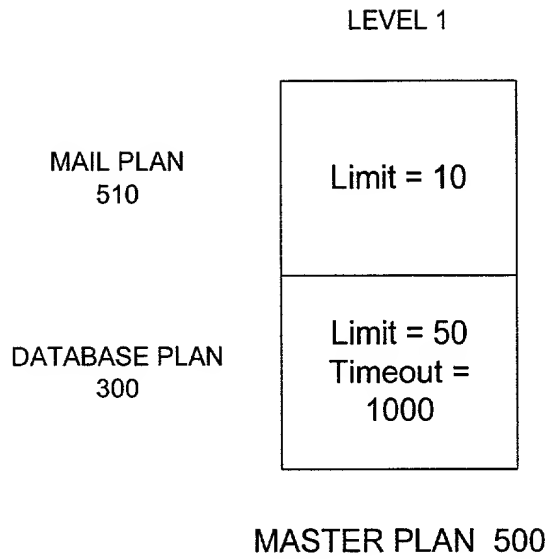 LEVEL 1
MAIL PLAN
510
Limit = 10
DATABASE PLAN
300
Limit = 50
Timeout =
1000
MASTER PLAN 500